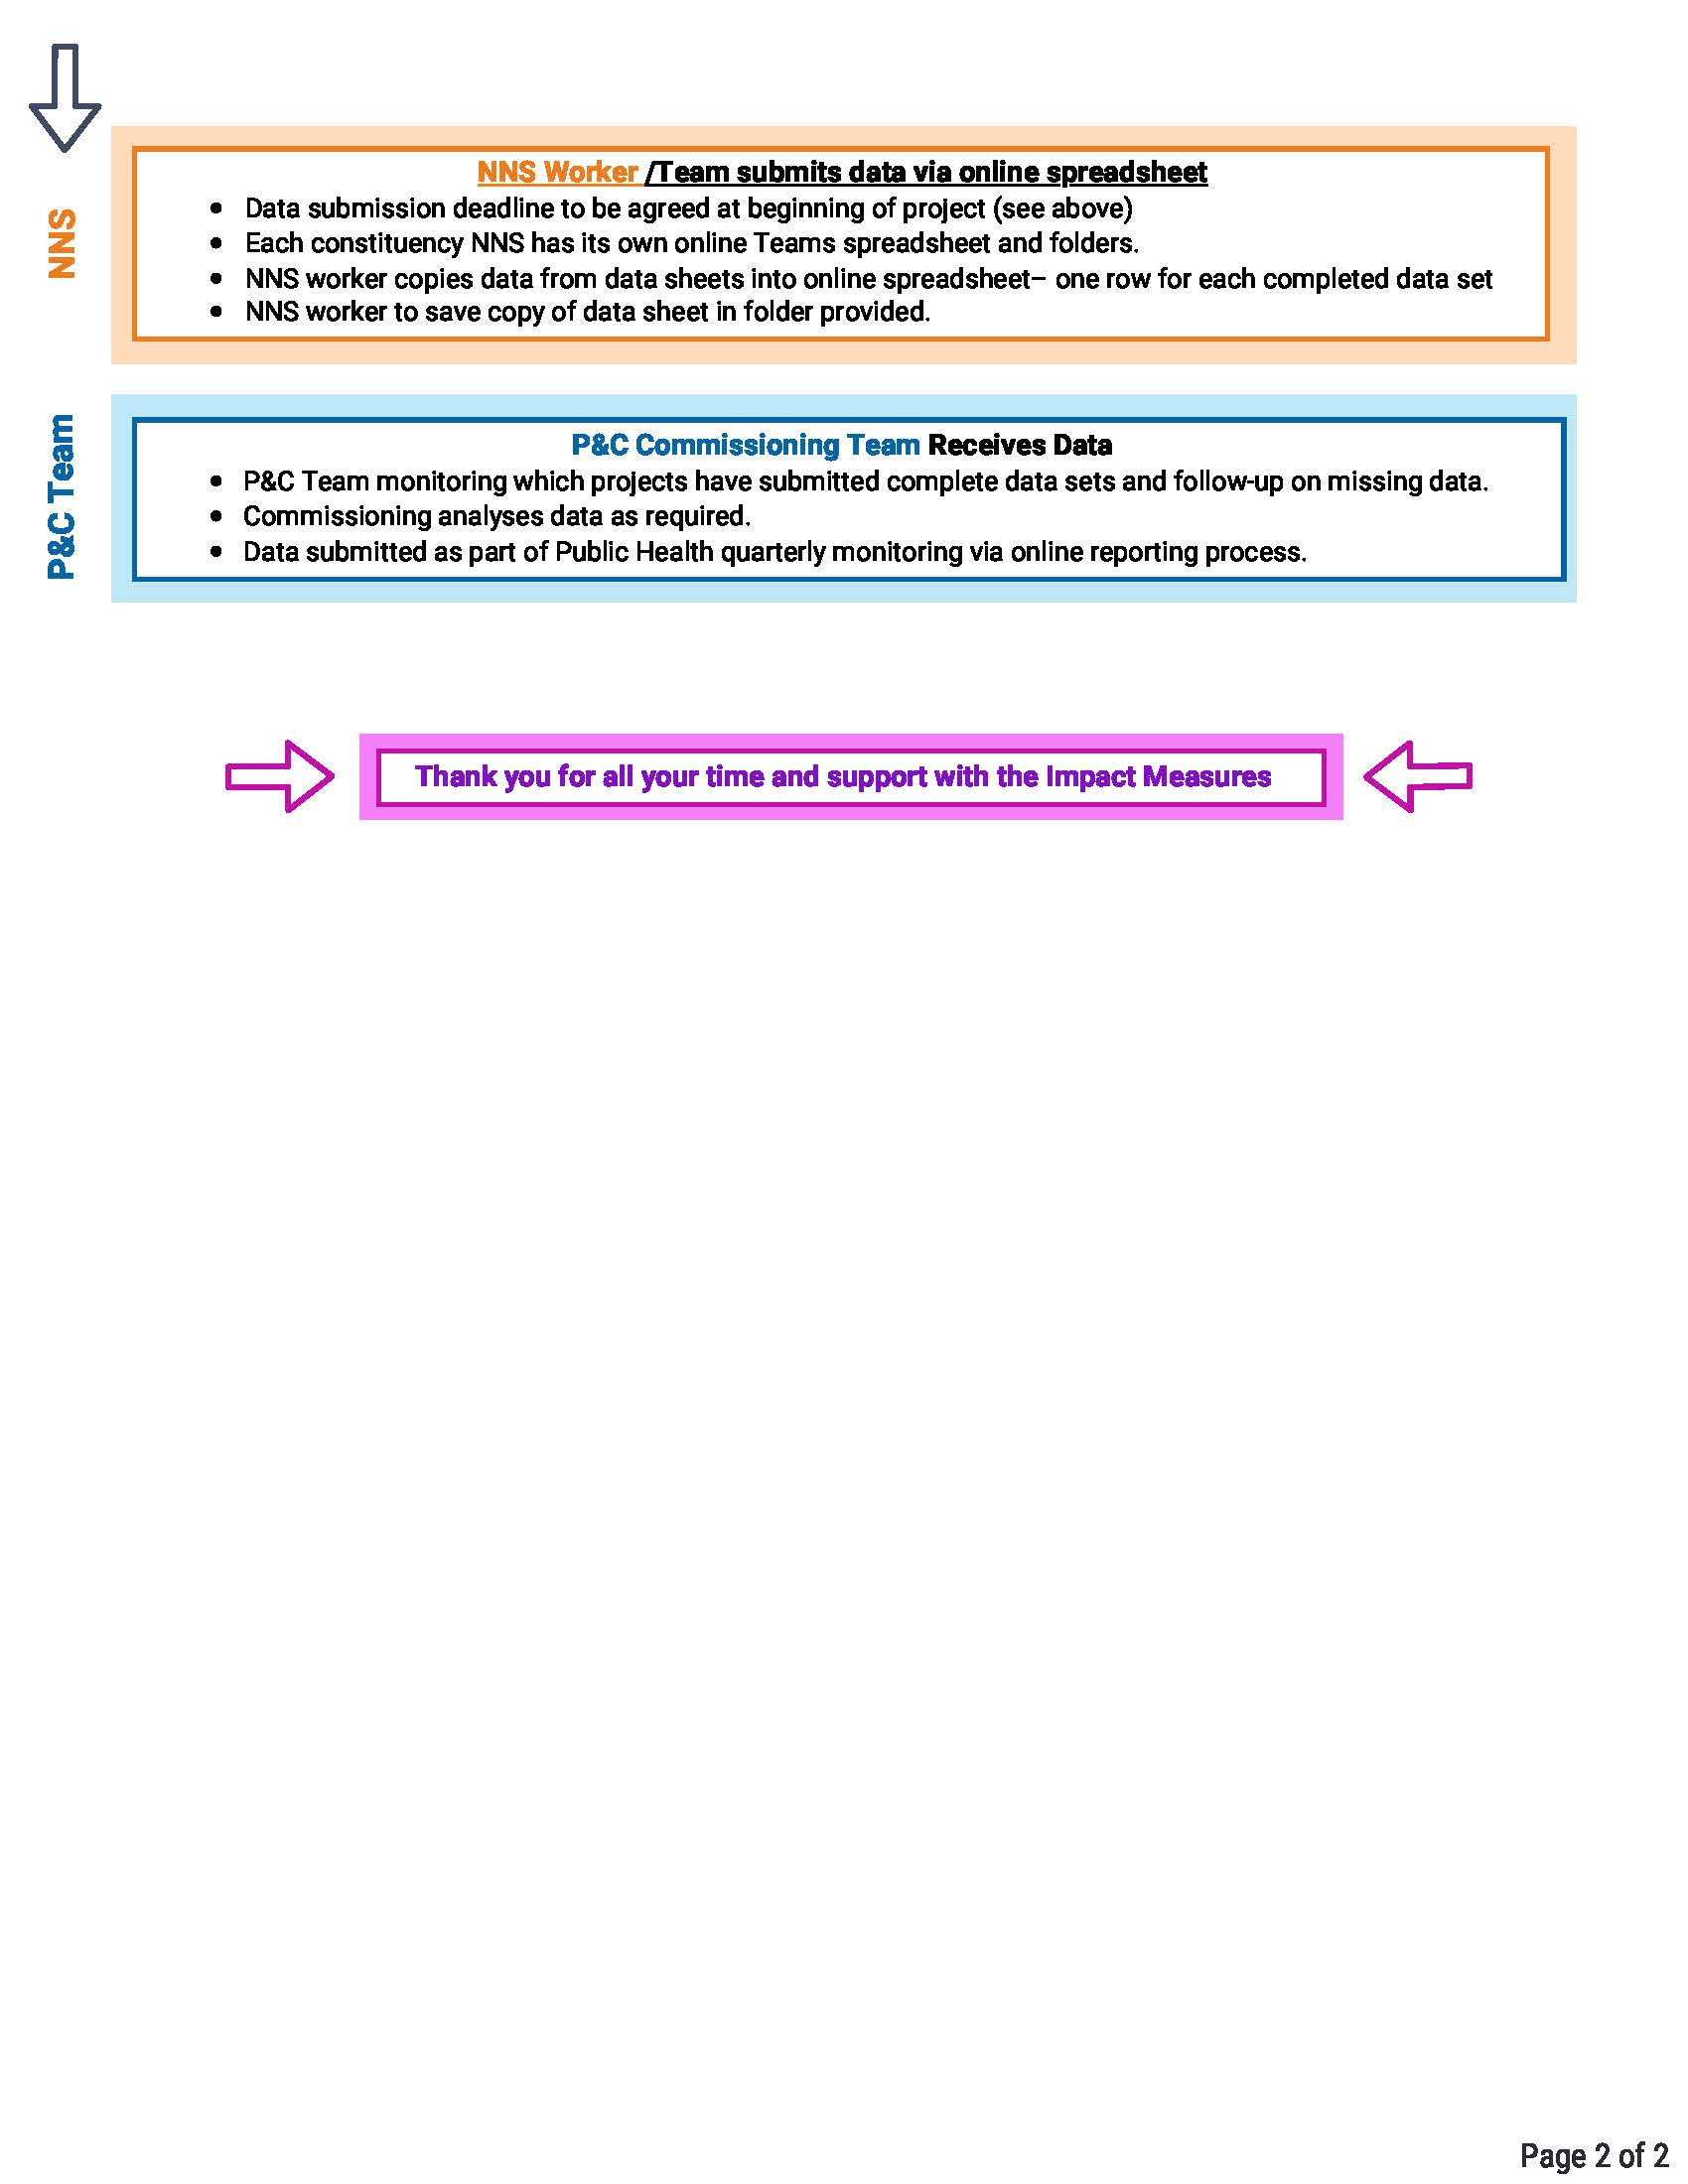 NNS
NNS Worker /Team submits data via online spreadsheet
• Data submission deadline to be agreed at beginning of project (see above)
• Each constituency NNS has its own online Teams spreadsheet and folders.
• NNS worker copies data from data sheets into online spreadsheet– one row for each completed data set
• NNS worker to save copy of data sheet in folder provided.
P&C Team
P&C Commissioning Team Receives Data
• P&C Team monitoring which projects have submitted complete data sets and follow-up on missing data.
• Commissioning analyses data as required.
• Data submitted as part of Public Health quarterly monitoring via online reporting process.
Thank you for all your time and support with the Impact Measures
Page 2 of 2